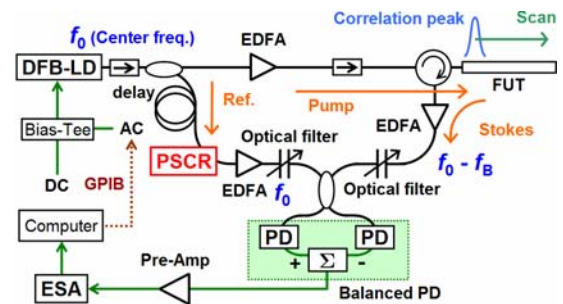 Correlation peak
Scan
f0 (Center freq.)
EDFA
DFB-LD
FUT
delay
Ref.
Pump
EDFA
Stokes
Bias-Tee
AC
Optical filter
PSCR
DC
GPIB
EDFA
f0
Optical filter
f0 - fB
Computer
PD
PD
+
Σ
-
Pre-Amp
ESA
Balanced PD